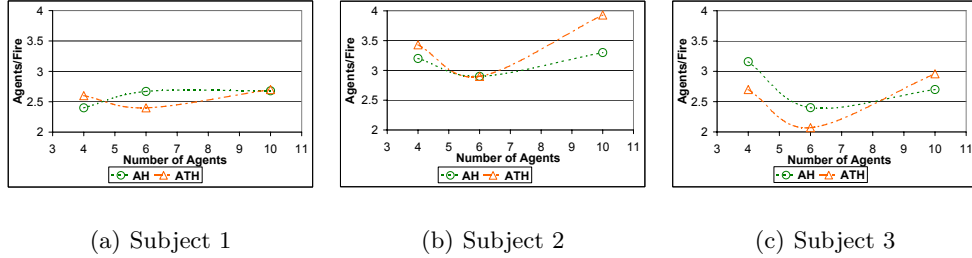 4
3.5
3
2.5
2
Agents/Fire
3 4 5 6 7 8 9 10 11
Number of Agents
AH ATH
4
3.5
3
2.5
2
3 4 5 6 7 8 9 10 11
Number of Agents
AH ATH
4
3.5
3
2.5
2
Agents/Fire
3 4 5 6 7 8 9 10 11
Number of Agents
AH ATH
(a) Subject 1
(b) Subject 2
(c) Subject 3